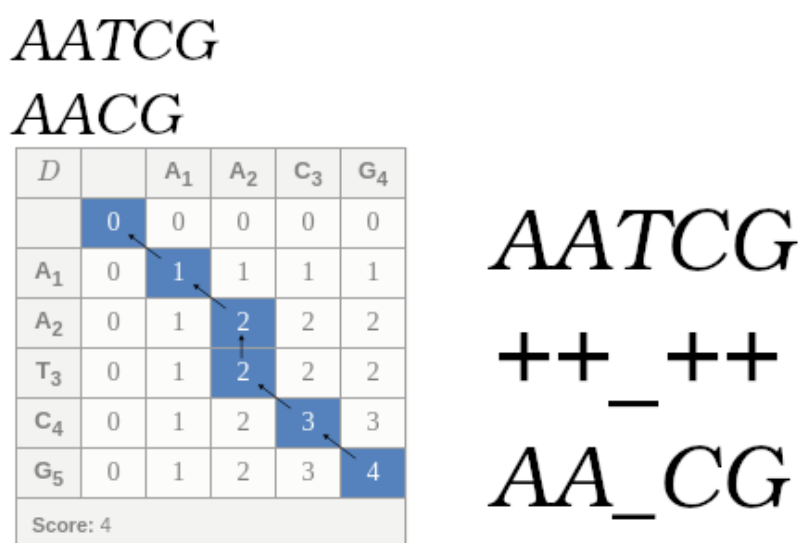 AATCG
AACG
D A₁ A₂ C₃ G₄
0 0 0 0 0
A₁ 0 1 1 1 1
A₂ 0 1 2 2 2
T₃ 0 1 2 2 2
C₄ 0 1 2 3 3
G₅ 0 1 2 3 4
Score: 4
AATCG
++_++
AA_CG